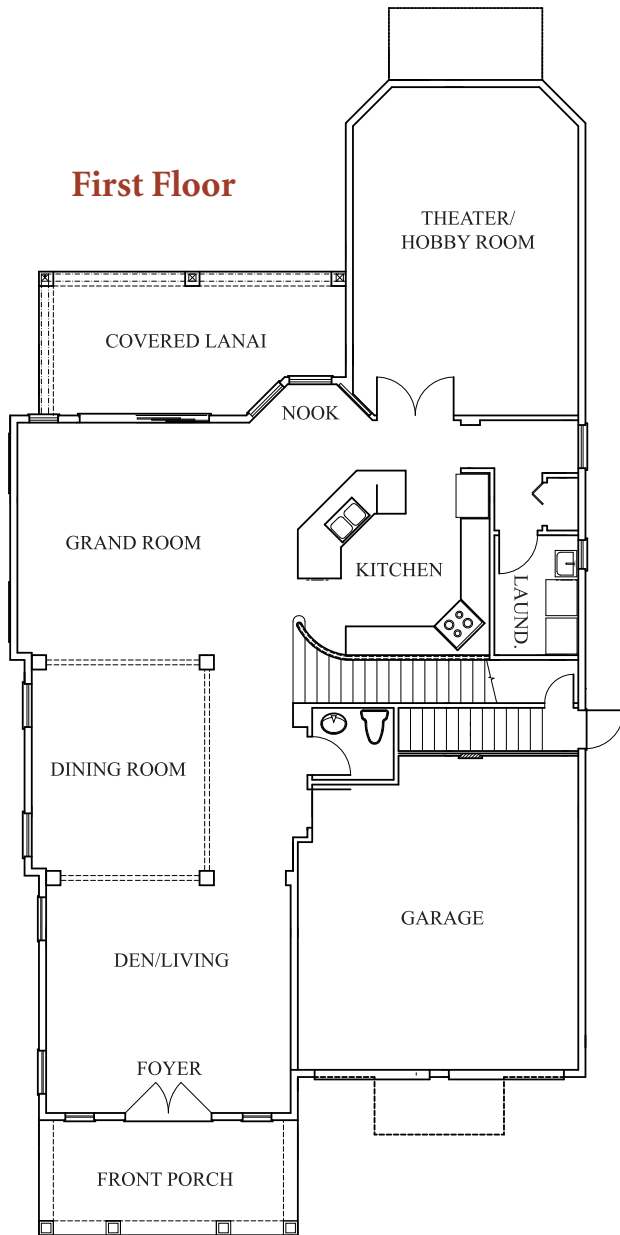 First Floor
THEATER/
HOBBY ROOM
COVERED LANAI
NOOK
GRAND ROOM
KITCHEN
LAUND.
DINING ROOM
GARAGE
DEN/LIVING
FOYER
FRONT PORCH